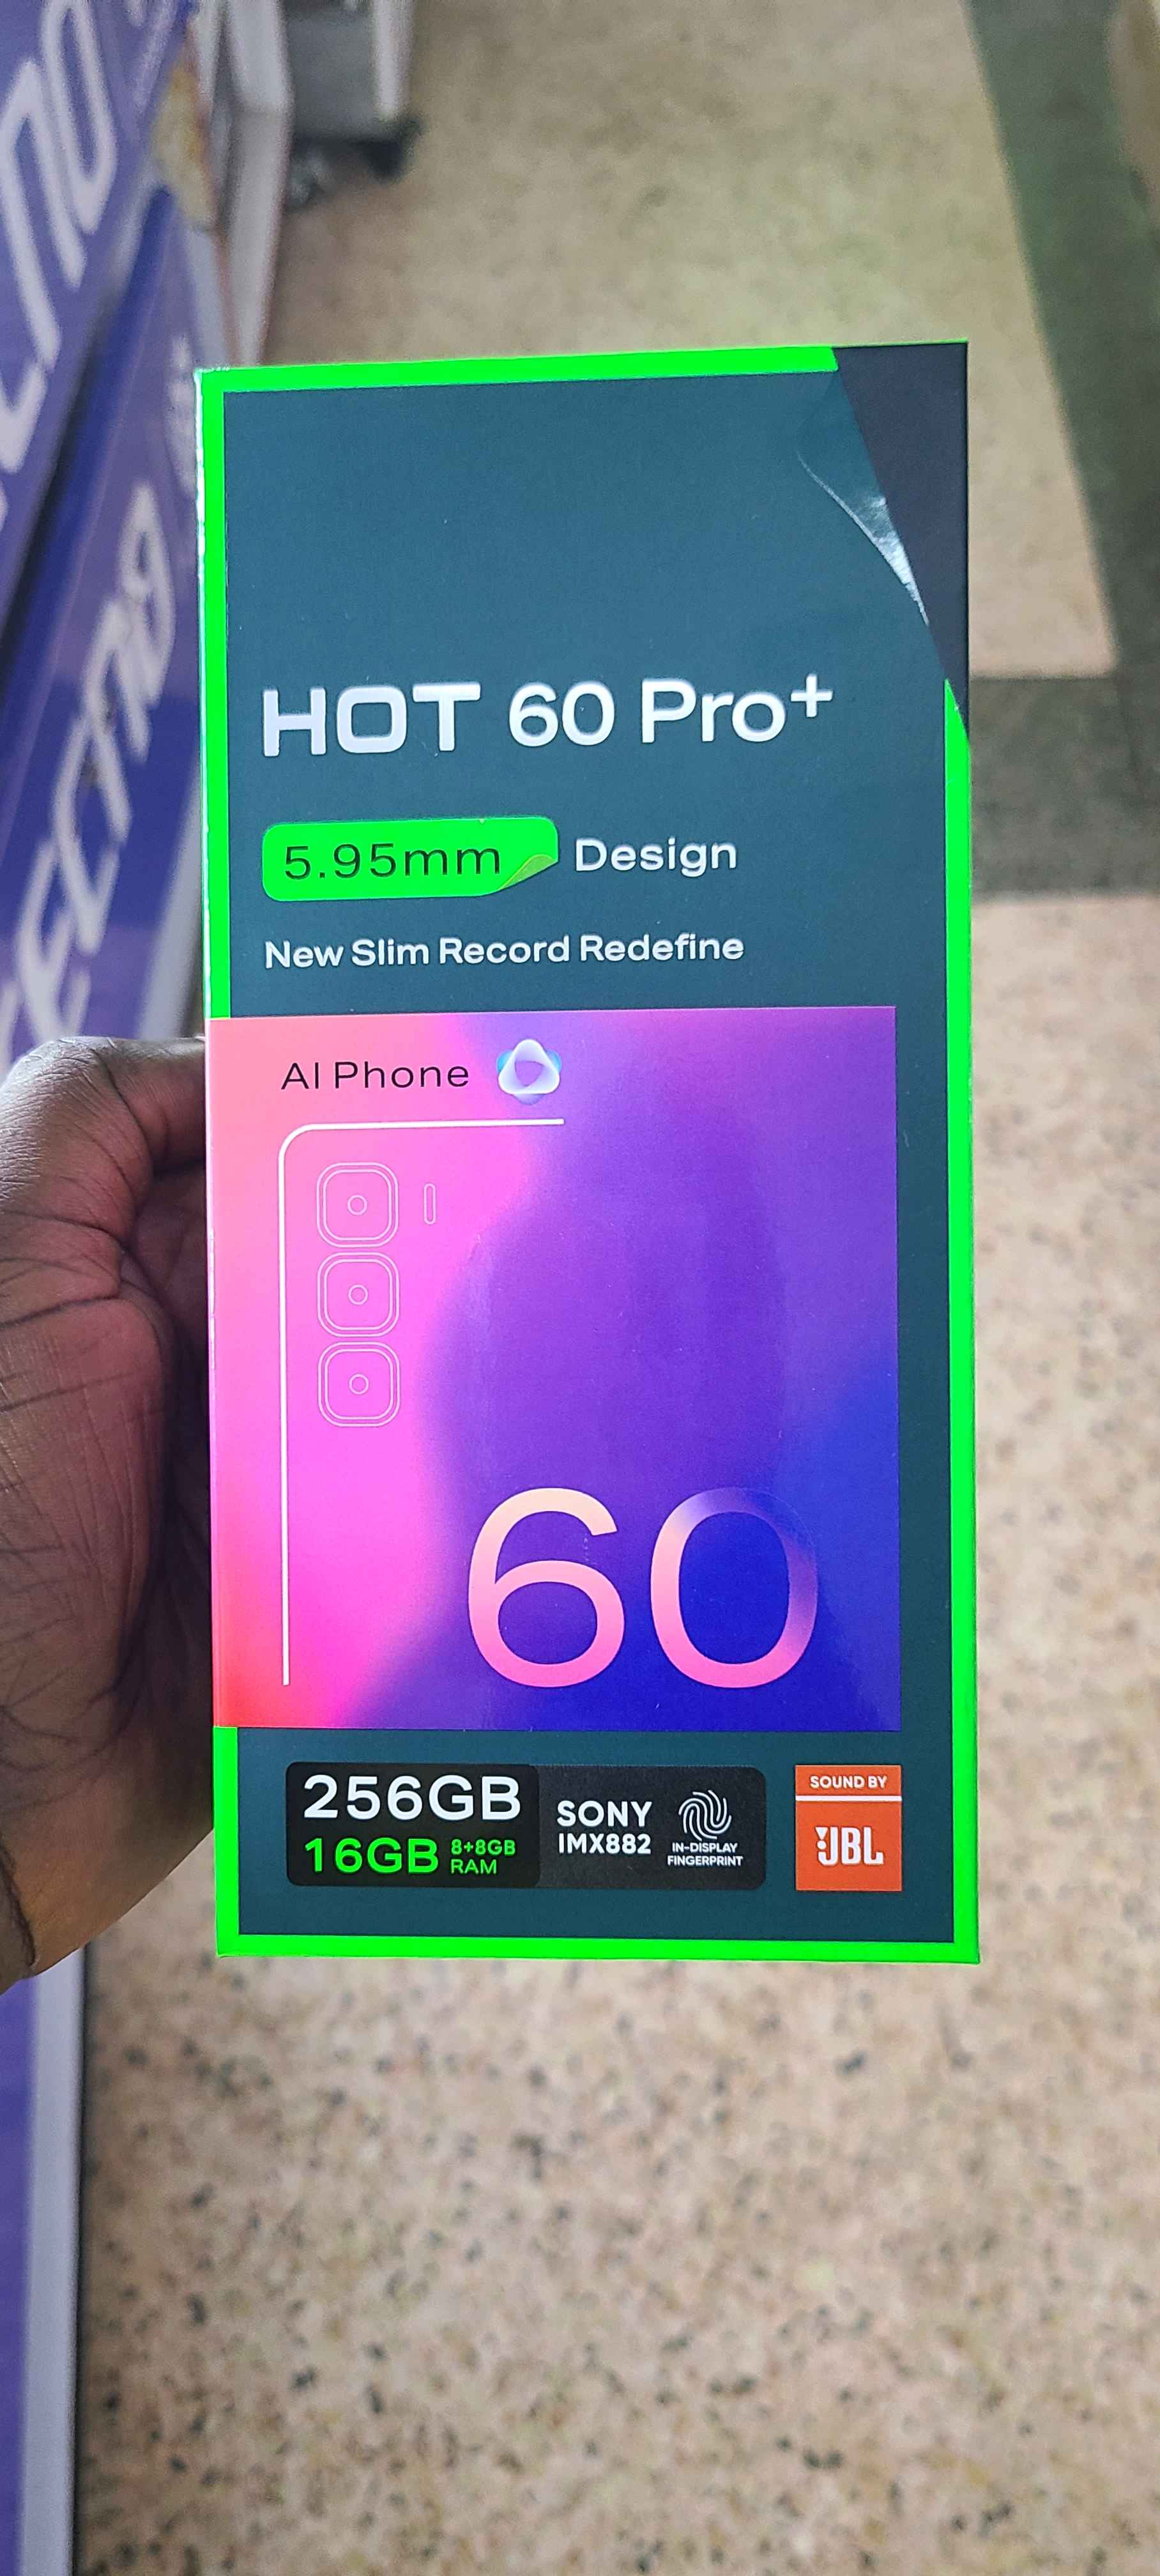 TECNO
HOT 60 Pro+
5.95mm Design
New Slim Record Redefine
AI Phone
60
256GB
16GB 8+8GB RAM
SONY
IMX882
IN-DISPLAY
FINGERPRINT
SOUND BY
JBL